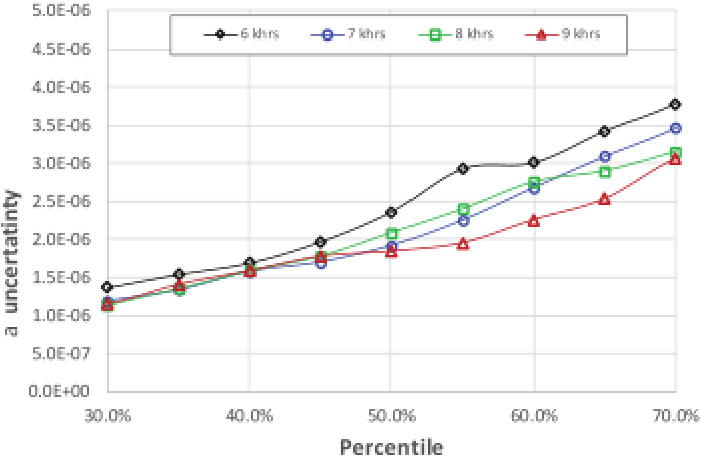 5.0E-06
6 khrs 7 khrs 8 khrs 9 khrs
4.5E-06
4.0E-06
3.5E-06
3.0E-06
2.5E-06
2.0E-06
1.5E-06
1.0E-06
5.0E-07
0.0E+00
a uncertatinty
30.0% 40.0% 50.0% 60.0% 70.0%
Percentile